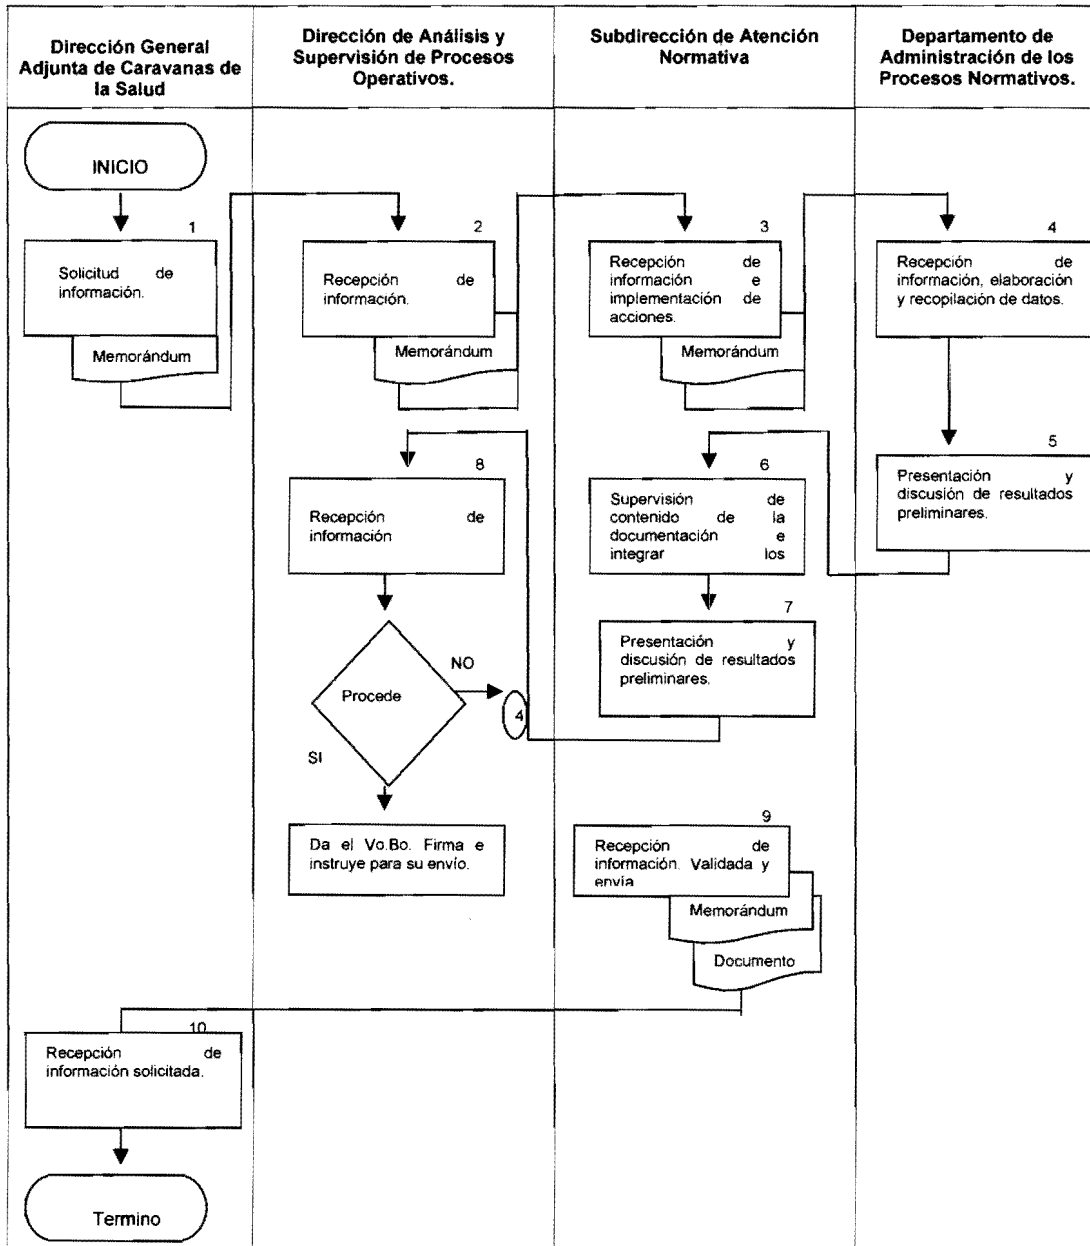 Dirección General
Adjunta de Caravanas de
la Salud
Dirección de Análisis y
Supervisión de Procesos
Operativos.
Subdirección de Atención
Normativa
Departamento de
Administración de los
Procesos Normativos.
INICIO
1
Solicitud de
información.
Memorándum
2
Recepción de
información.
Memorándum
3
Recepción de
información e
implementación de
acciones.
Memorándum
4
Recepción de
información, elaboración
y recopilación de datos.
5
Presentación y
discusión de resultados
preliminares.
6
Supervisión de
contenido de la
documentación e
integrar los
7
Presentación y
discusión de resultados
preliminares.
8
Recepción de
información
Procede
NO
4
SI
Da el Vo.Bo. Firma e
instruye para su envío.
9
Recepción de
información. Validada y
envía
Memorándum
Documento
10
Recepción de
información solicitada.
Termino